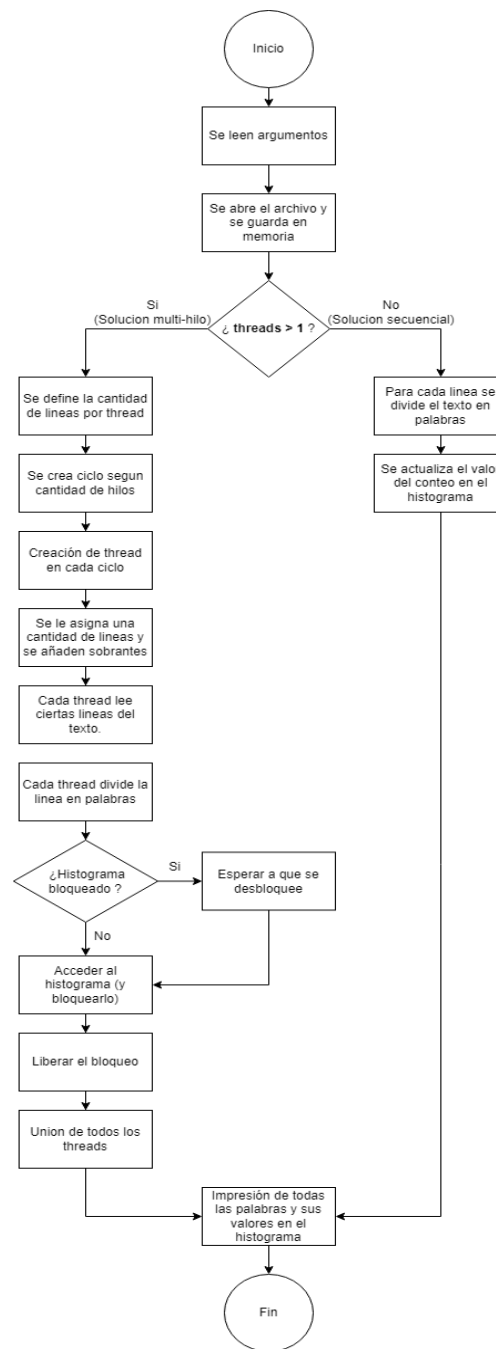 Inicio
Se leen argumentos
Se abre el archivo y
se guarda en
memoria
¿ threads > 1 ?
Si
(Solucion multi-hilo)
No
(Solucion secuencial)
Se define la cantidad
de lineas por thread
Se crea ciclo segun
cantidad de hilos
Creación de thread
en cada ciclo
Se le asigna una
cantidad de lineas y
se añaden sobrantes
Cada thread lee
ciertas lineas del
texto.
Cada thread divide la
linea en palabras
¿Histograma
bloqueado ?
Si
Esperar a que se
desbloquee
No
Acceder al
histograma (y
bloquearlo)
Liberar el bloqueo
Union de todos los
threads
Para cada linea se
divide el texto en
palabras
Se actualiza el valor
del conteo en el
histograma
Impresión de todas
las palabras y sus
valores en el
histograma
Fin